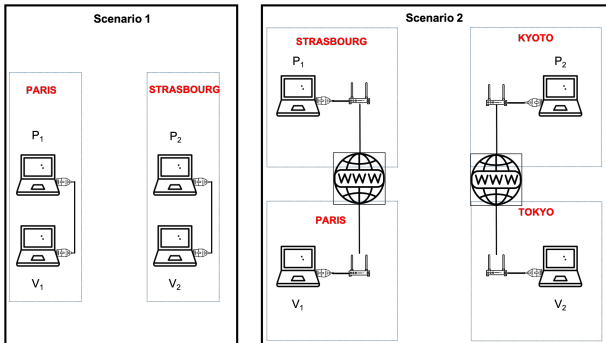 Scenario 1
PARIS
STRASBOURG
P1
P2
V1
V2
Scenario 2
STRASBOURG
KYOTO
P1
P2
WWW
WWW
PARIS
TOKYO
V1
V2